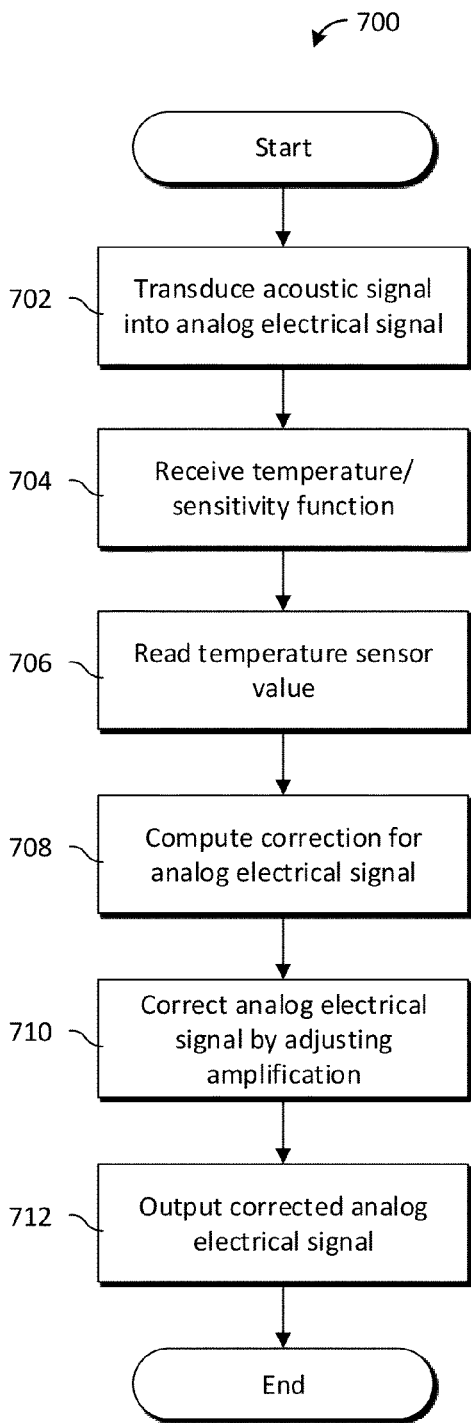 700
Start
702
Transduce acoustic signal
into analog electrical signal
704
Receive temperature/
sensitivity function
706
Read temperature sensor
value
708
Compute correction for
analog electrical signal
710
Correct analog electrical
signal by adjusting
amplification
712
Output corrected analog
electrical signal
End